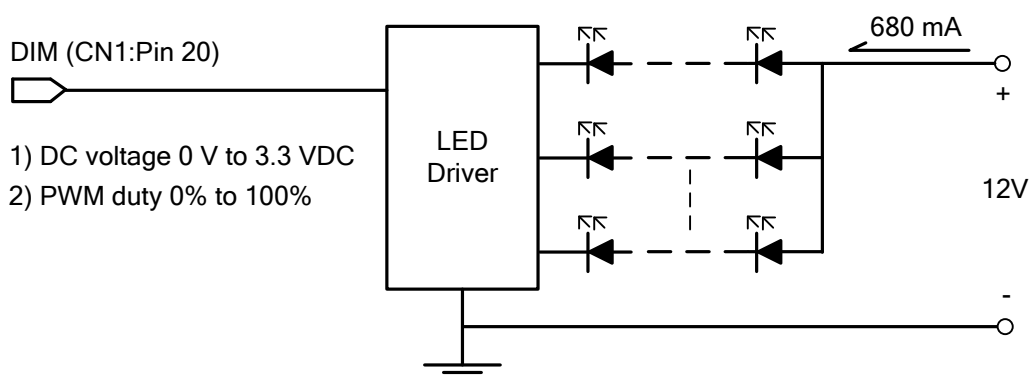 DIM (CN1:Pin 20)
1) DC voltage 0 V to 3.3 VDC
2) PWM duty 0% to 100%
LED
Driver
680 mA
+
12V
-